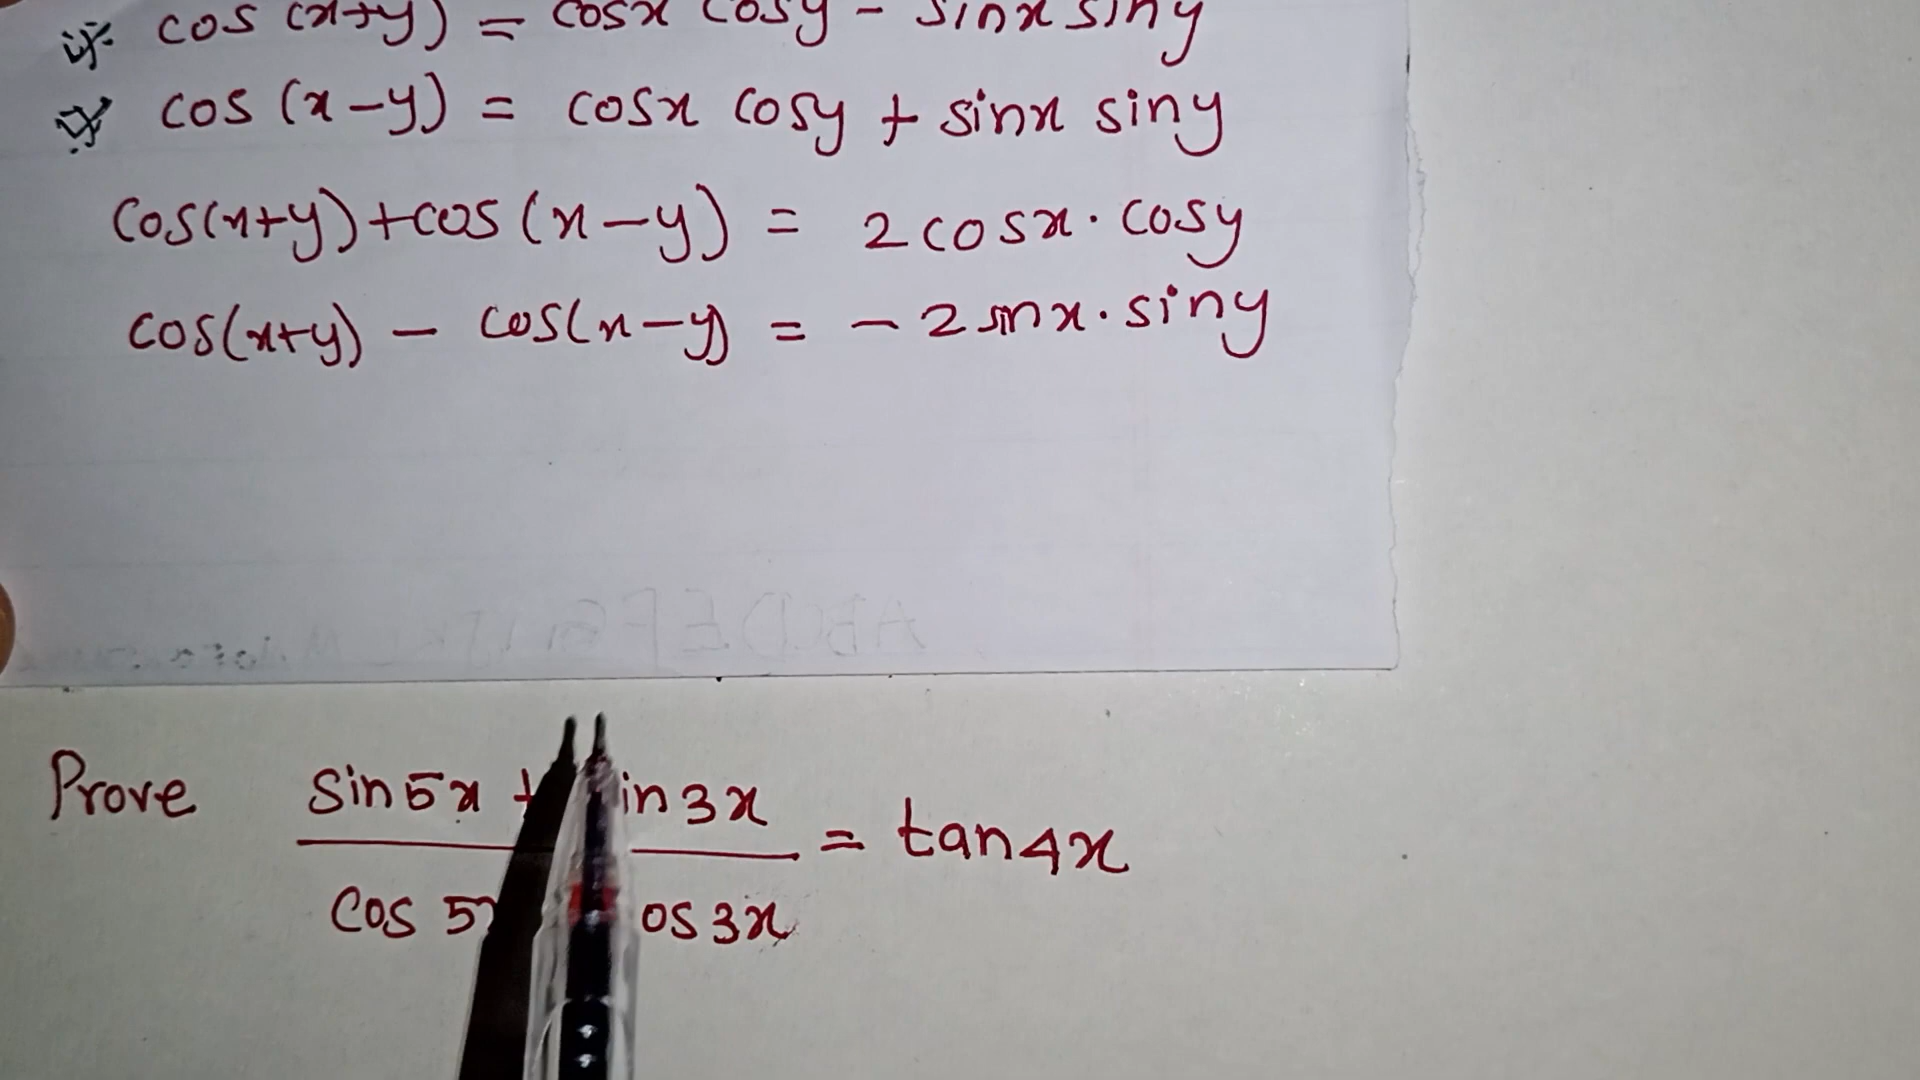 cos (x+y) = cosx cosy - sinx siny
cos (x-y) = cosx cosy + sinx siny
cos(x+y)+cos (x-y) = 2cosx.cosy
cos(x+y) - cos(x-y) = -2sinx.siny
ABCDEFG
Prove sin5x + in3x = tan4x
cos 5 os3x